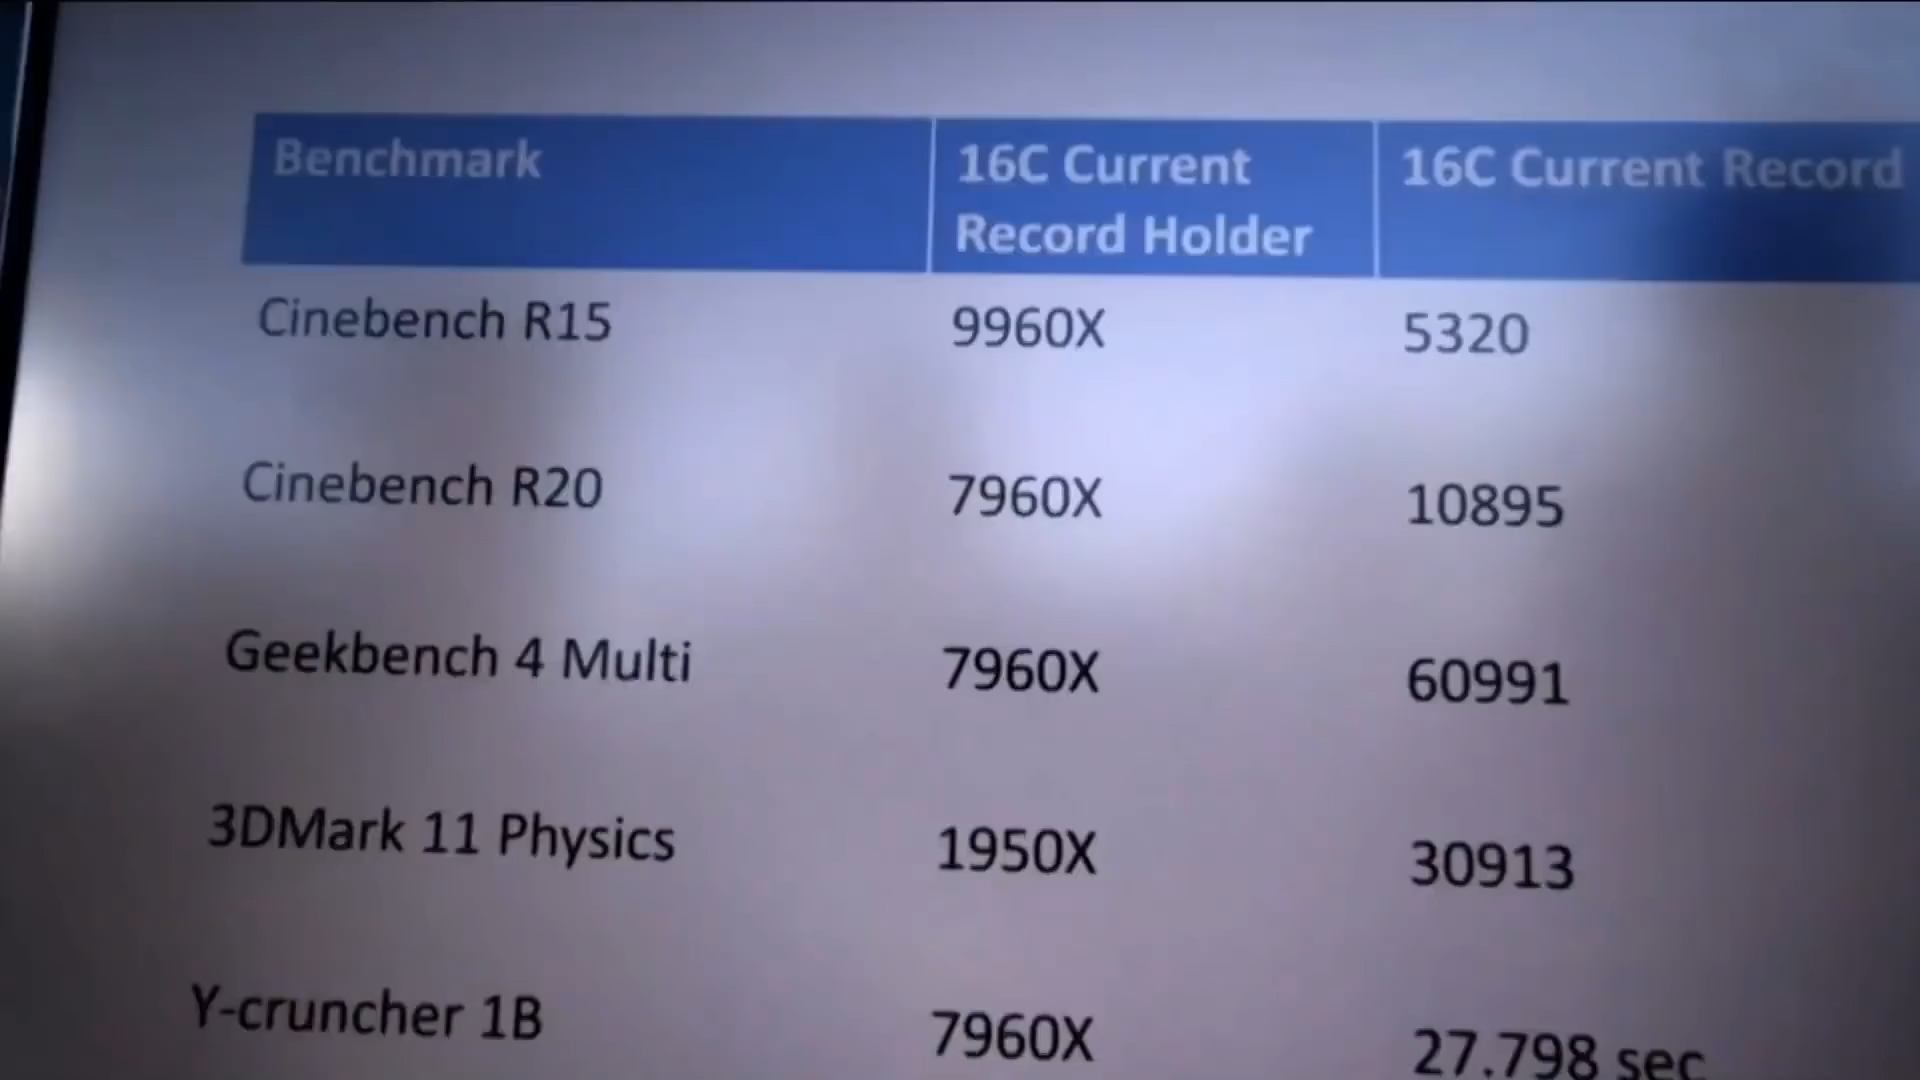 Benchmark 16C Current Record Holder 16C Current Record
Cinebench R15 9960X 5320
Cinebench R20 7960X 10895
Geekbench 4 Multi 7960X 60991
3DMark 11 Physics 1950X 30913
Y-cruncher 1B 7960X 27.798 sec